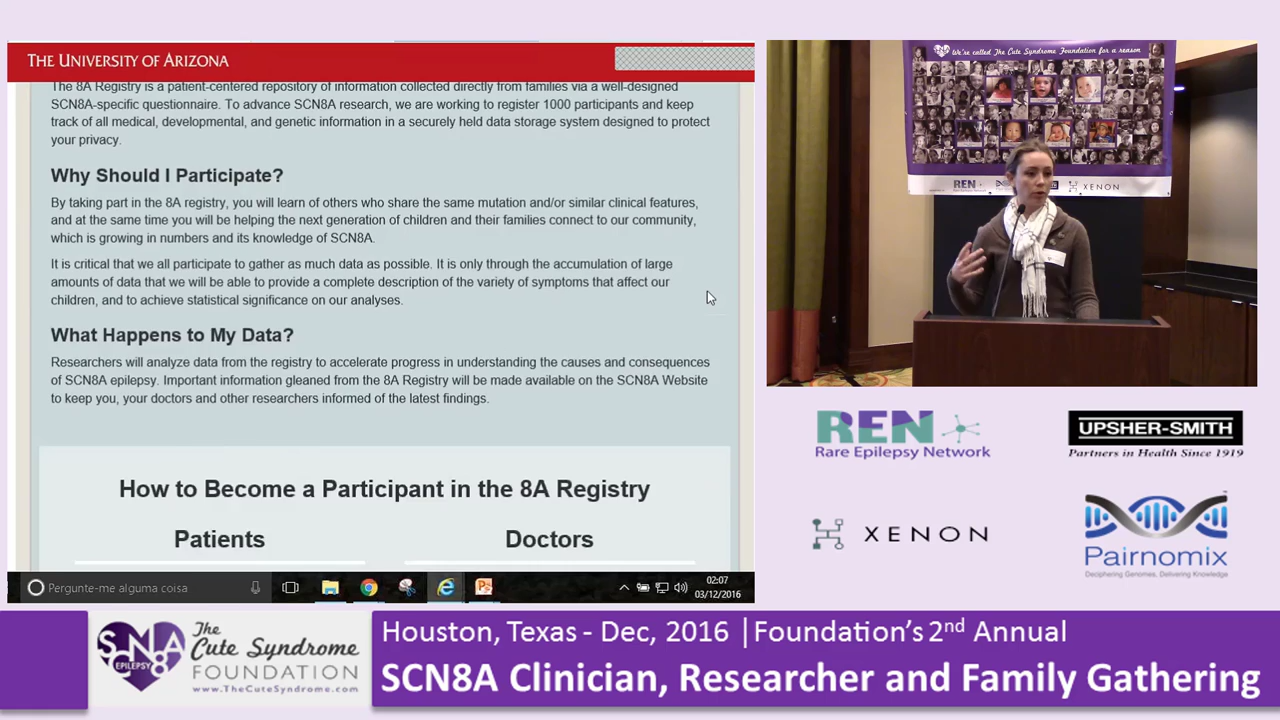 THE UNIVERSITY OF ARIZONA
The 8A Registry is a patient-centered repository of information collected directly from families via a well-designed
SCN8A-specific questionnaire. To advance SCN8A research, we are working to register 1000 participants and keep
track of all medical, developmental, and genetic information in a securely held data storage system designed to protect
your privacy.
Why Should I Participate?
By taking part in the 8A registry, you will learn of others who share the same mutation and/or similar clinical features,
and at the same time you will be helping the next generation of children and their families connect to our community,
which is growing in numbers and its knowledge of SCN8A.
It is critical that we all participate to gather as much data as possible. It is only through the accumulation of large
amounts of data that we will be able to provide a complete description of the variety of symptoms that affect our
children, and to achieve statistical significance on our analyses.
What Happens to My Data?
Researchers will analyze data from the registry to accelerate progress in understanding the causes and consequences
of SCN8A epilepsy. Important information gleaned from the 8A Registry will be made available on the SCN8A Website
to keep you, your doctors and other researchers informed of the latest findings.
How to Become a Participant in the 8A Registry
Patients
Doctors
Pergunte-me alguma coisa
02:07
03/12/2016
We're called The Cute Syndrome Foundation for a reason
REN
XENON
REN
Rare Epilepsy Network
UPSHER-SMITH
Partners in Health Since 1919
XENON
Pairnomix
Deciphering Genomes, Delivering Knowledge
SCN8A
EPILEPSY
The
Cute Syndrome
FOUNDATION
www.TheCuteSyndrome.com
Houston, Texas - Dec, 2016 | Foundation's 2nd Annual
SCN8A Clinician, Researcher and Family Gathering